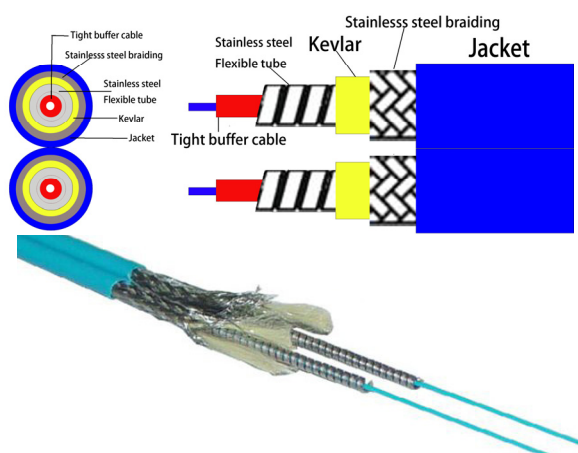 Tight buffer cable
Stainlesss steel braiding
Stainless steel
Flexible tube
Kevlar
Jacket
Stainless steel
Flexible tube
Kevlar
Stainlesss steel braiding
Jacket
Tight buffer cable